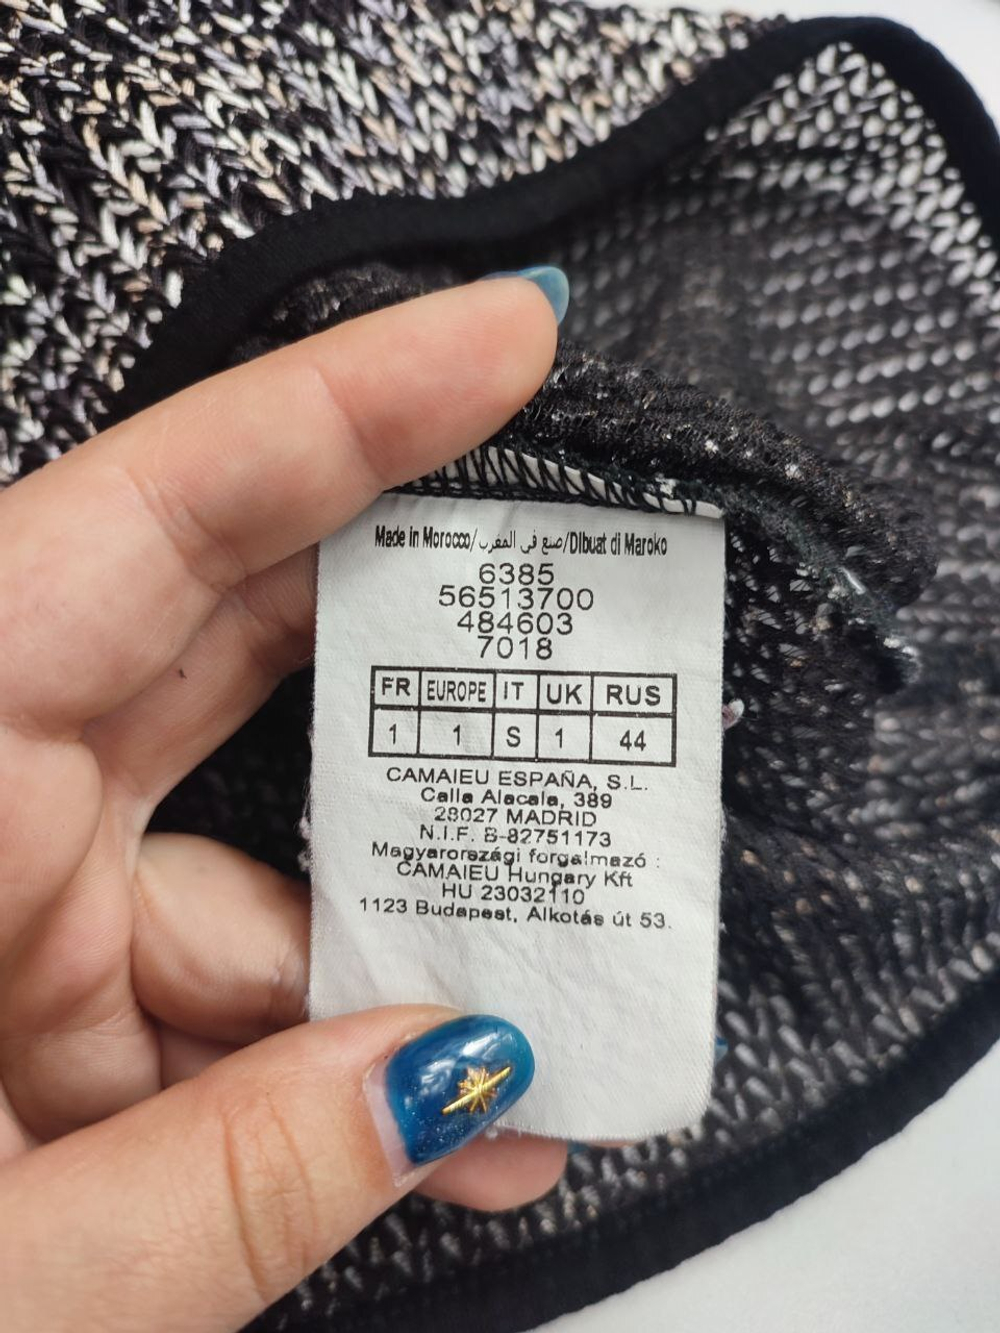 Made in Morocco/صنع في المغرب/DIbuat di Maroko
6385
56513700
484603
7018
FR EUROPE IT UK RUS
1 1 S 1 44
CAMAIEU ESPAÑA, S.L.
Calla Alacala, 389
28027 MADRID
N.I.F. B-82751173
Magyarországi forgalmazó :
CAMAIEU Hungary Kft
HU 23032110
1123 Budapest, Alkotás út 53.